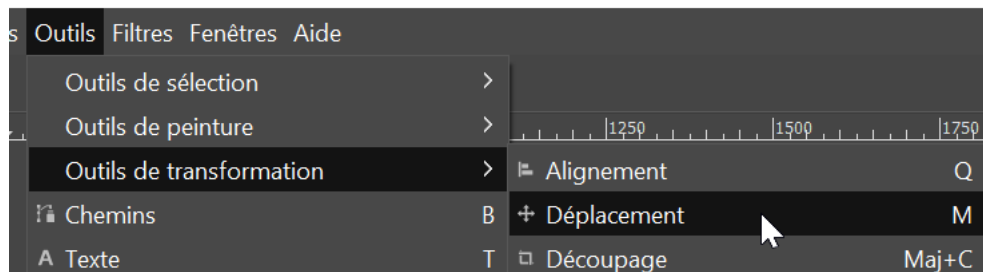 s Outils Filtres Fenêtres Aide
Outils de sélection >
Outils de peinture >
1250 1500 1750
Outils de transformation >
Alignement Q
Chemins B
Déplacement M
A Texte T
Découpage Maj+C